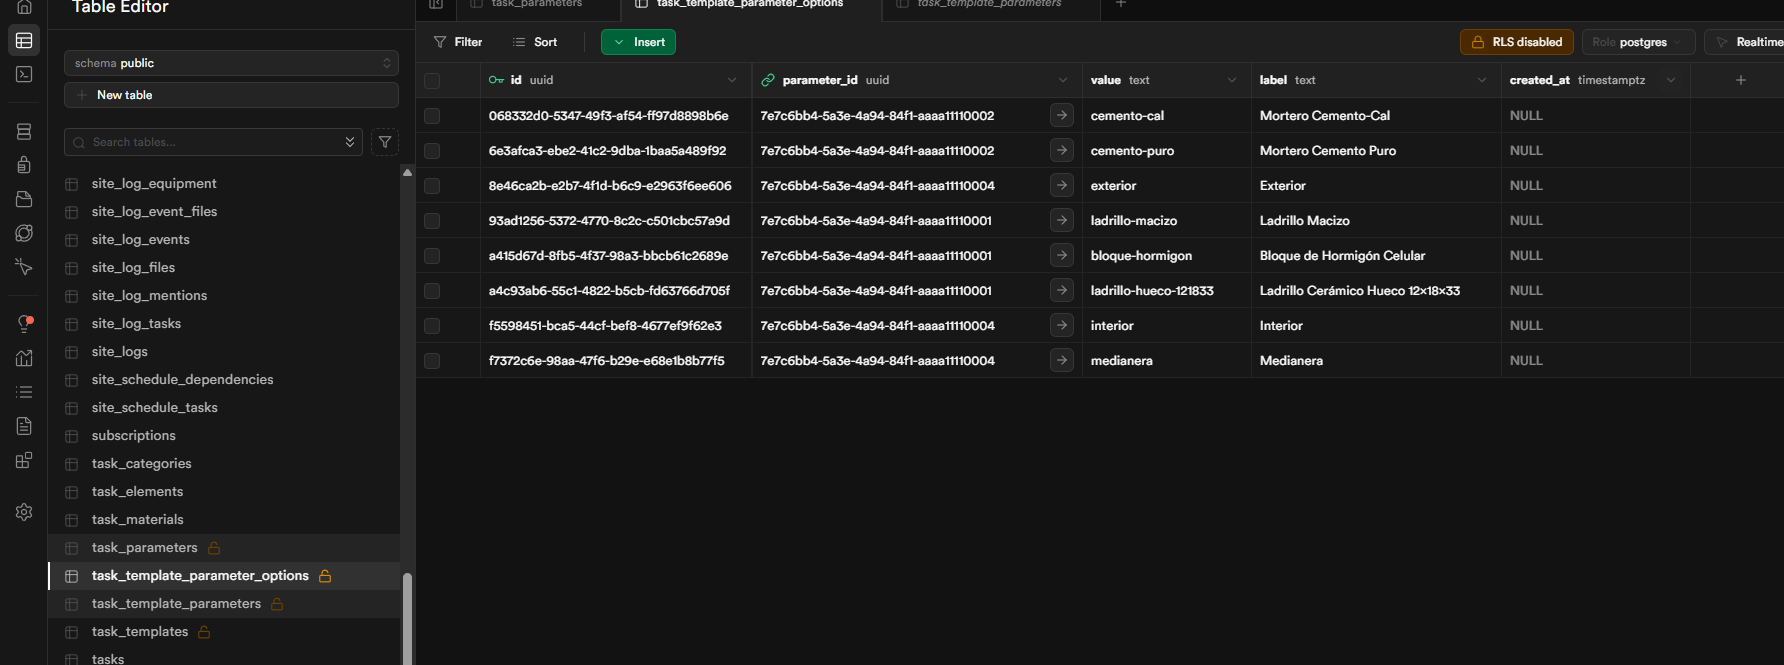 Table Editor
schema public
New table
Search tables...
site_log_equipment
site_log_event_files
site_log_events
site_log_files
site_log_mentions
site_log_tasks
site_logs
site_schedule_dependencies
site_schedule_tasks
subscriptions
task_categories
task_elements
task_materials
task_parameters
task_template_parameter_options
task_template_parameters
task_templates
tasks
task_parameters task_template_parameter_options task_template_parameters
Filter Sort Insert RLS disabled Role postgres Realtime
id uuid parameter_id uuid value text label text created_at timestamptz
068332d0-5347-49f3-af54-ff97d8898b6e 7e7c6bb4-5a3e-4a94-84f1-aaaa11110002 cemento-cal Mortero Cemento-Cal NULL
6e3afca3-ebe2-41c2-9dba-1baa5a489f92 7e7c6bb4-5a3e-4a94-84f1-aaaa11110002 cemento-puro Mortero Cemento Puro NULL
8e46ca2b-e2b7-4f1d-b6c9-e2963f6ee606 7e7c6bb4-5a3e-4a94-84f1-aaaa11110004 exterior Exterior NULL
93ad1256-5372-4770-8c2c-c501cbc57a9d 7e7c6bb4-5a3e-4a94-84f1-aaaa11110001 ladrillo-macizo Ladrillo Macizo NULL
a415d67d-8fb5-4f37-98a3-bbcb61c2689e 7e7c6bb4-5a3e-4a94-84f1-aaaa11110001 bloque-hormigon Bloque de Hormigón Celular NULL
a4c93ab6-55c1-4822-b5cb-fd63766d705f 7e7c6bb4-5a3e-4a94-84f1-aaaa11110001 ladrillo-hueco-121833 Ladrillo Cerámico Hueco 12×18×33 NULL
f5598451-bca5-44cf-bef8-4677ef9f62e3 7e7c6bb4-5a3e-4a94-84f1-aaaa11110004 interior Interior NULL
f7372c6e-98aa-47f6-b29e-e68e1b8b77f5 7e7c6bb4-5a3e-4a94-84f1-aaaa11110004 medianera Medianera NULL